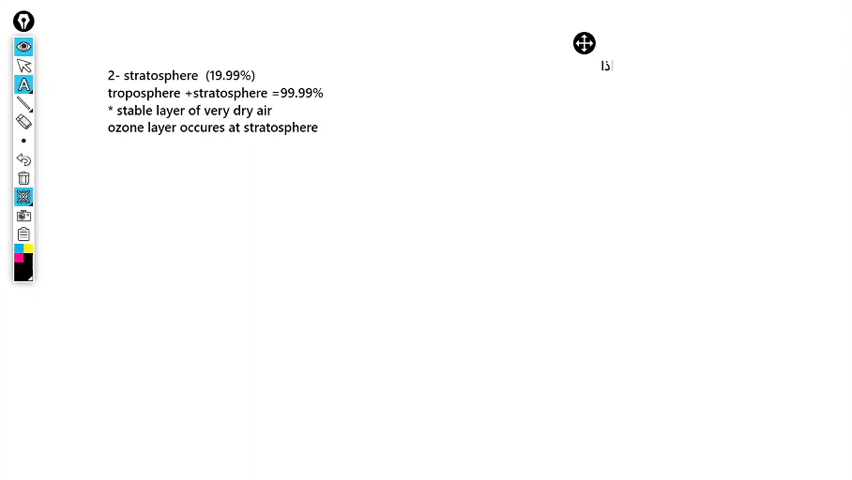 2- stratosphere (19.99%)
troposphere +stratosphere =99.99%
* stable layer of very dry air
ozone layer occures at stratosphere
اذا